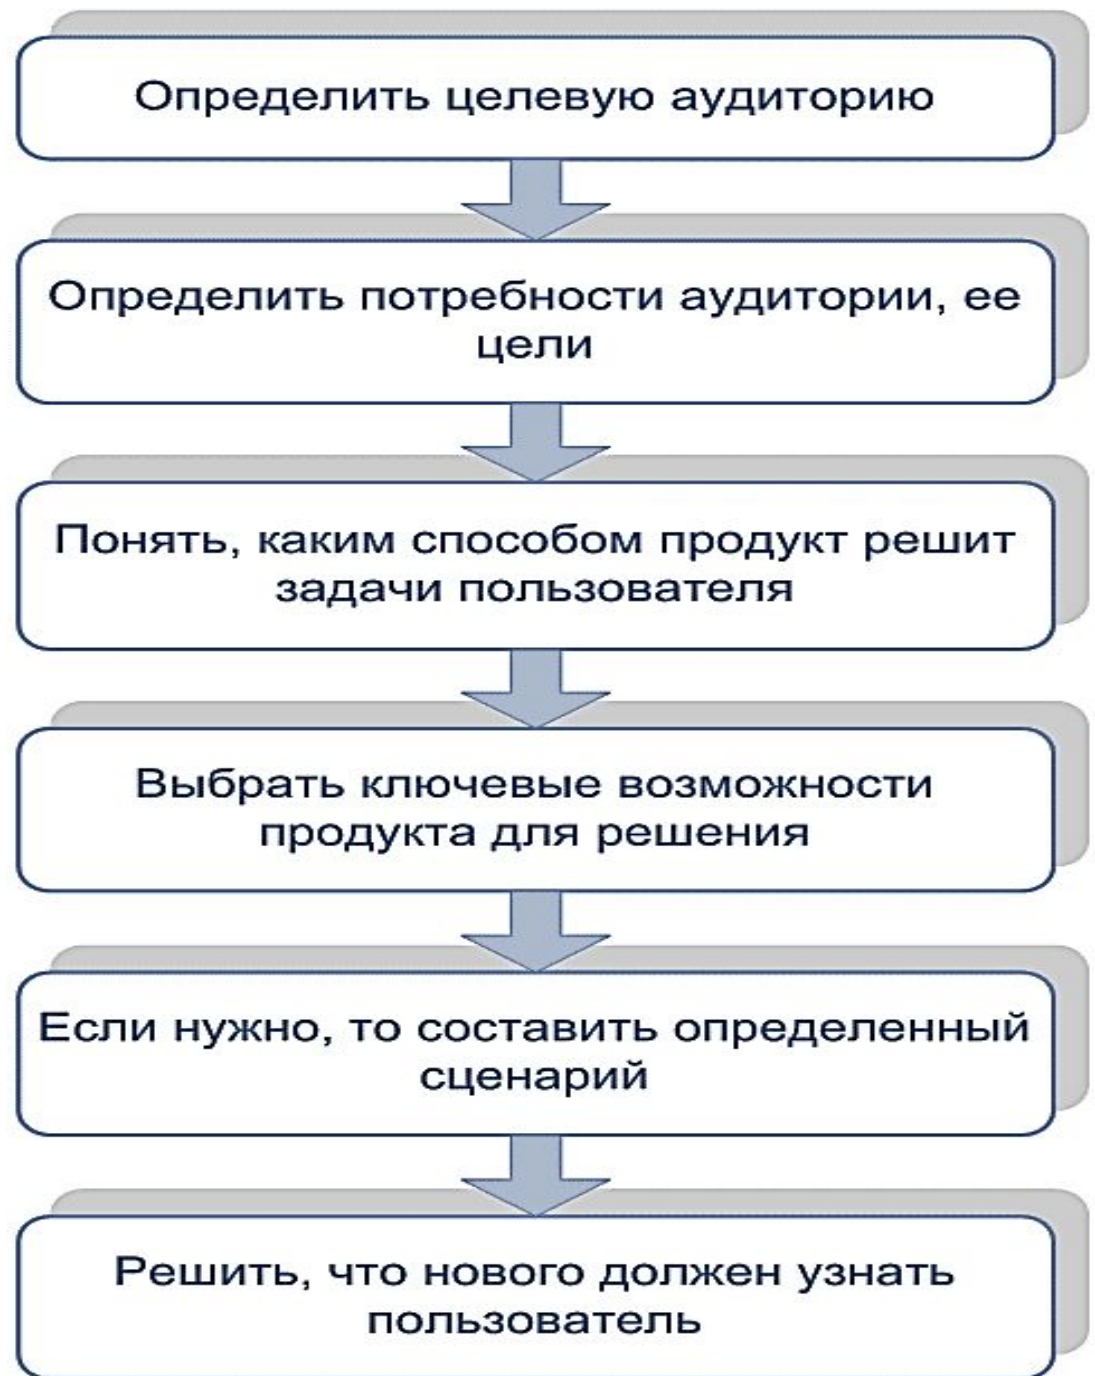 Определить целевую аудиторию
Определить потребности аудитории, ее
цели
Понять, каким способом продукт решит
задачи пользователя
Выбрать ключевые возможности
продукта для решения
Если нужно, то составить определенный
сценарий
Решить, что нового должен узнать
пользователь